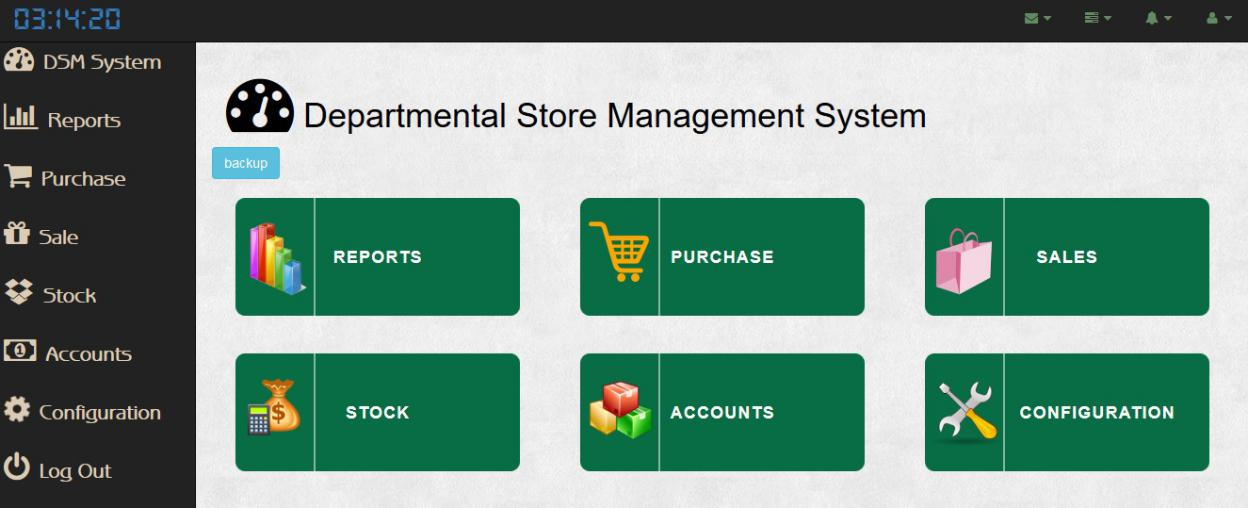 03:14:20
DSM System
Reports
Purchase
Sale
Stock
Accounts
Configuration
Log Out
Departmental Store Management System
backup
REPORTS
PURCHASE
SALES
STOCK
ACCOUNTS
CONFIGURATION